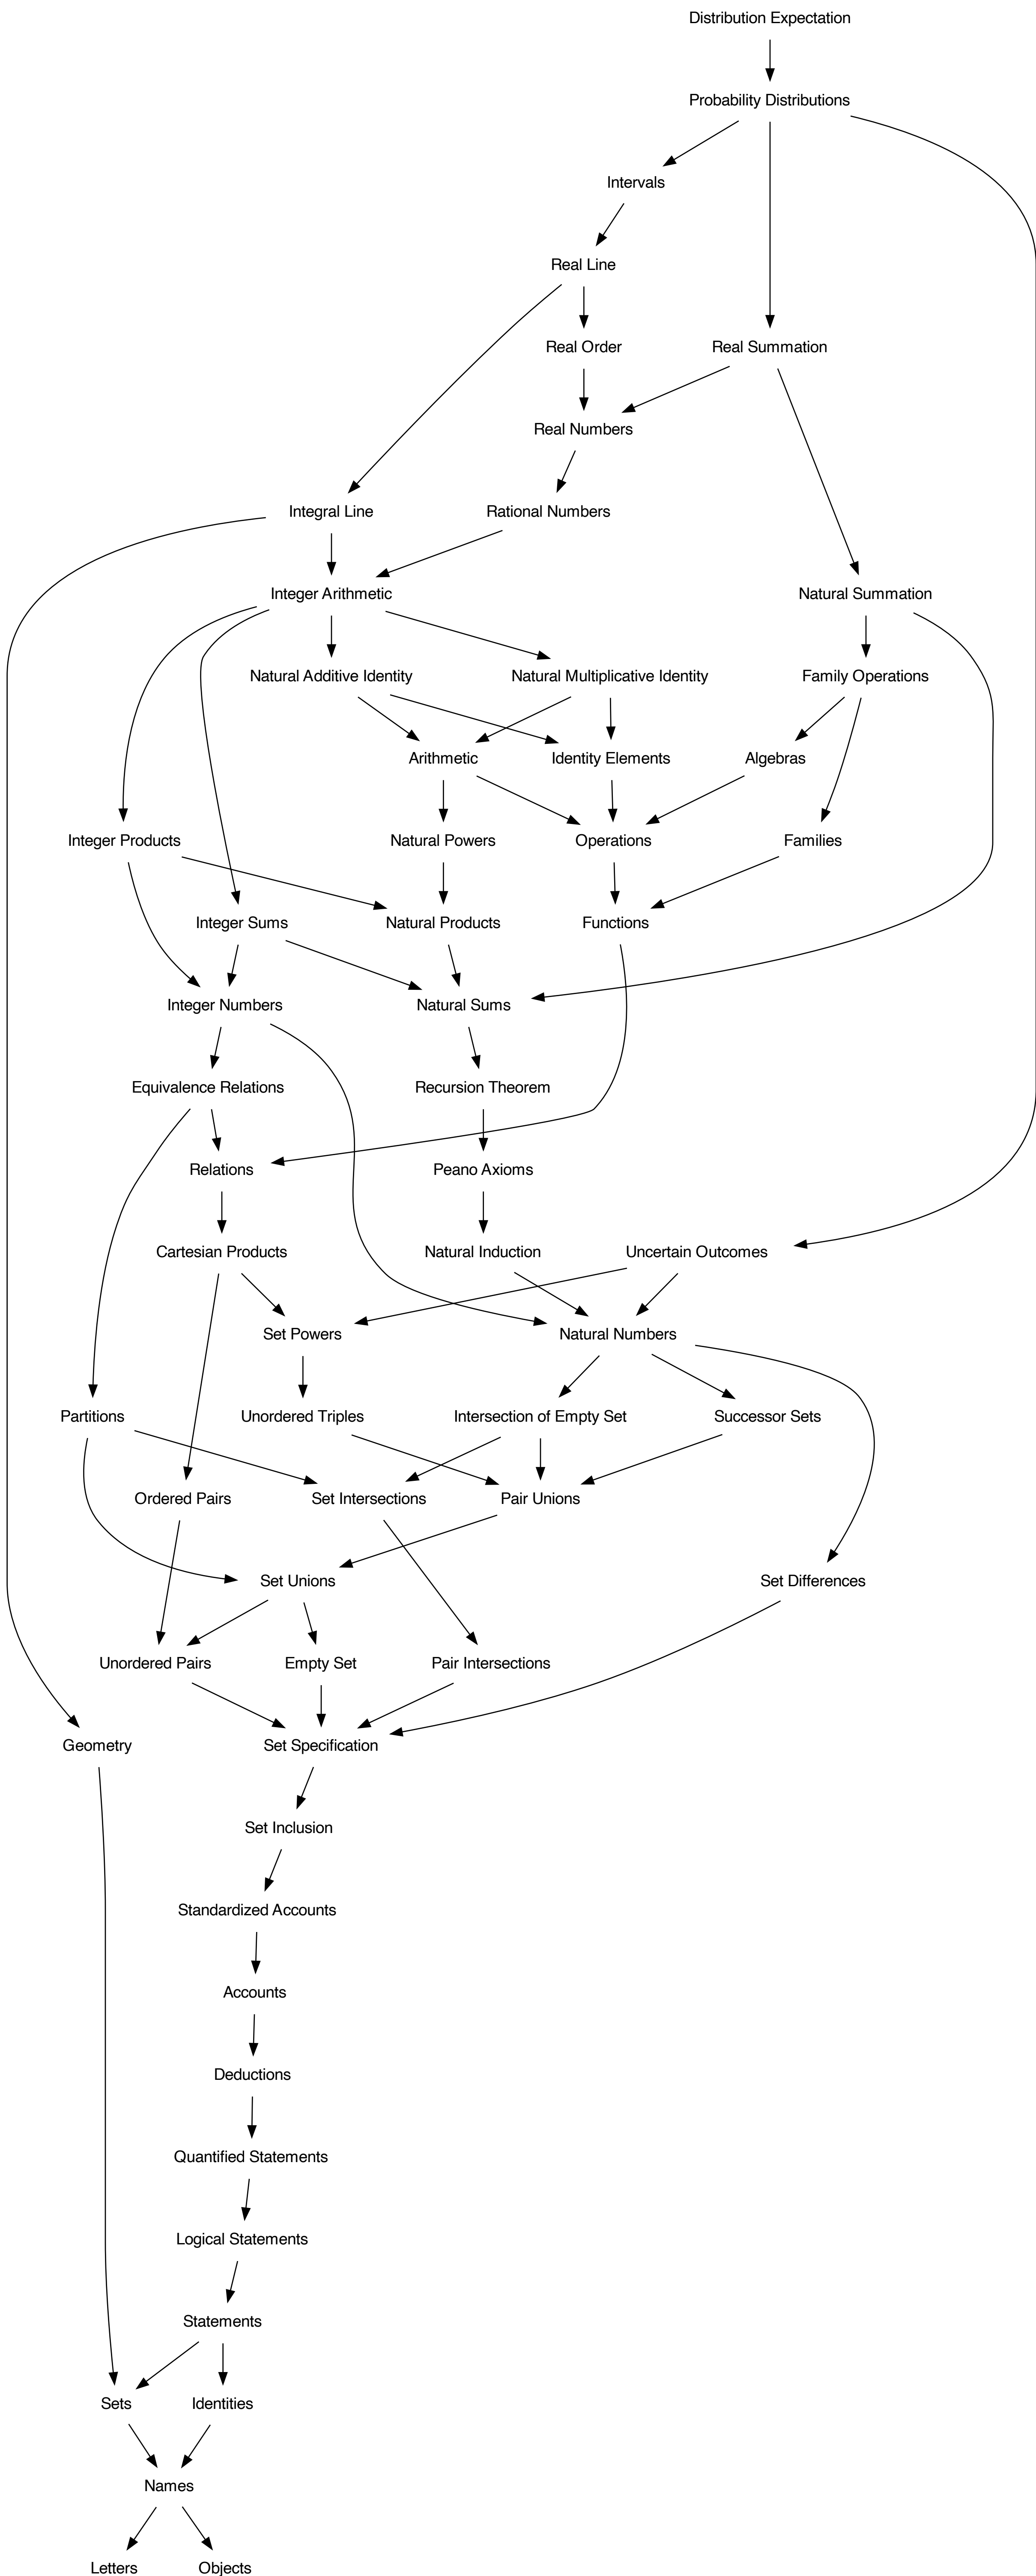 Distribution Expectation
Probability Distributions
Intervals
Real Line
Real Order
Real Summation
Real Numbers
Integral Line
Rational Numbers
Integer Arithmetic
Natural Summation
Natural Additive Identity
Natural Multiplicative Identity
Family Operations
Arithmetic
Identity Elements
Algebras
Integer Products
Natural Powers
Operations
Families
Integer Sums
Natural Products
Functions
Integer Numbers
Natural Sums
Equivalence Relations
Recursion Theorem
Relations
Peano Axioms
Cartesian Products
Natural Induction
Uncertain Outcomes
Set Powers
Natural Numbers
Partitions
Unordered Triples
Intersection of Empty Set
Successor Sets
Ordered Pairs
Set Intersections
Pair Unions
Set Unions
Set Differences
Unordered Pairs
Empty Set
Pair Intersections
Geometry
Set Specification
Set Inclusion
Standardized Accounts
Accounts
Deductions
Quantified Statements
Logical Statements
Statements
Sets
Identities
Names
Letters
Objects